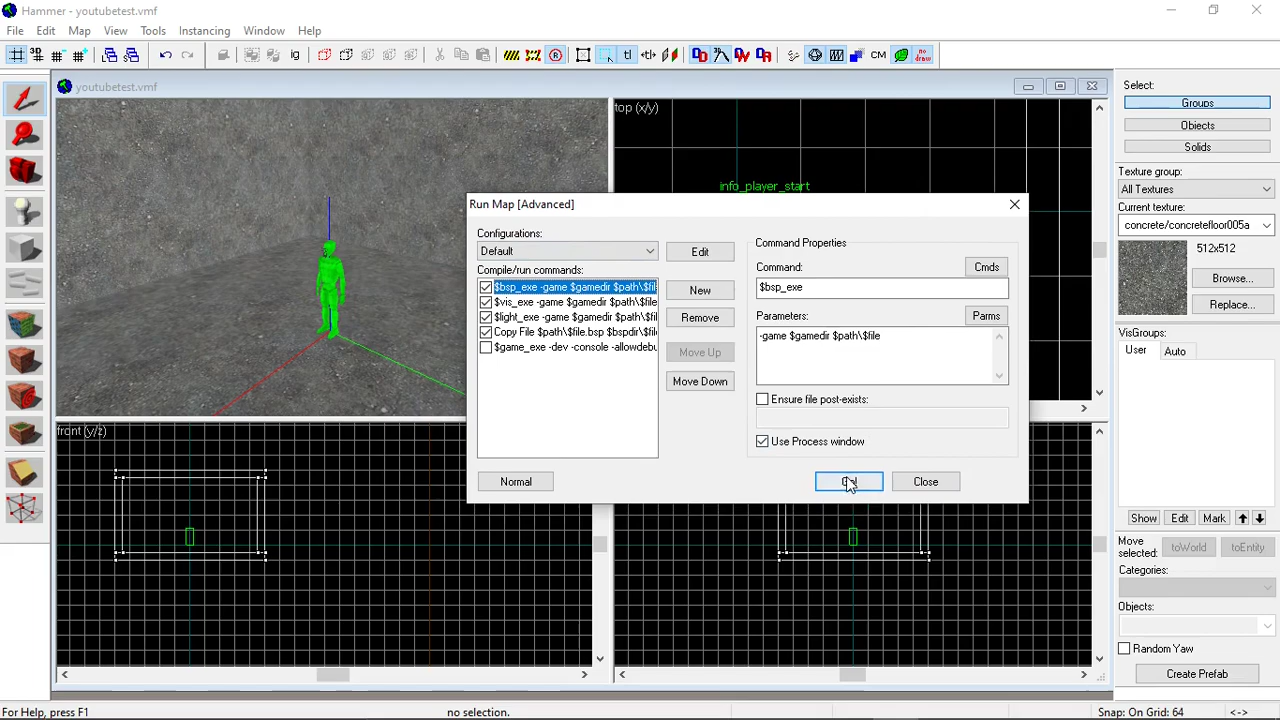 Hammer - youtubetest.vmf
File Edit Map View Tools Instancing Window Help
youtubetest.vmf
top (x/y)
info_player_start
front (y/z)
Run Map [Advanced]
Configurations:
Default
Edit
Compile/run commands:
$bsp_exe -game $gamedir $path\$fil
$vis_exe -game $gamedir $path\$file
$light_exe -game $gamedir $path\$file
Copy File $path\$file.bsp $bspdir\$file
$game_exe -dev -console -allowdebu
New
Remove
Move Up
Move Down
Normal
Command Properties
Command:
Cmds
$bsp_exe
Parameters:
Parms
-game $gamedir $path\$file
Ensure file post-exists:
Use Process window
Close
Select:
Groups
Objects
Solids
Texture group:
All Textures
Current texture:
concrete/concretefloor005a
512x512
Browse...
Replace...
VisGroups:
User Auto
Show Edit Mark
Move selected:
toWorld toEntity
Categories:
Objects:
Random Yaw
Create Prefab
For Help, press F1
no selection.
Snap: On Grid: 64 <->